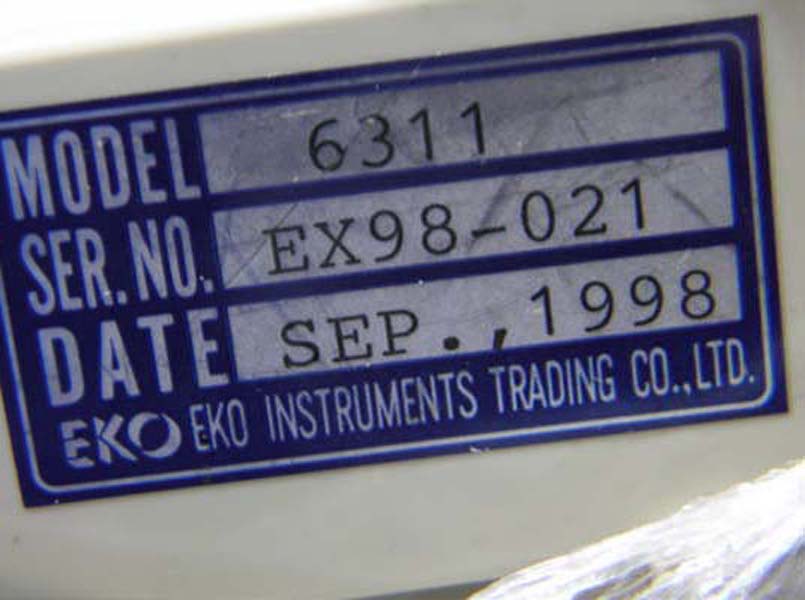 MODEL 6311
SER. NO. EX98-021
DATE SEP.,1998
EKO EKO INSTRUMENTS TRADING CO.,LTD.